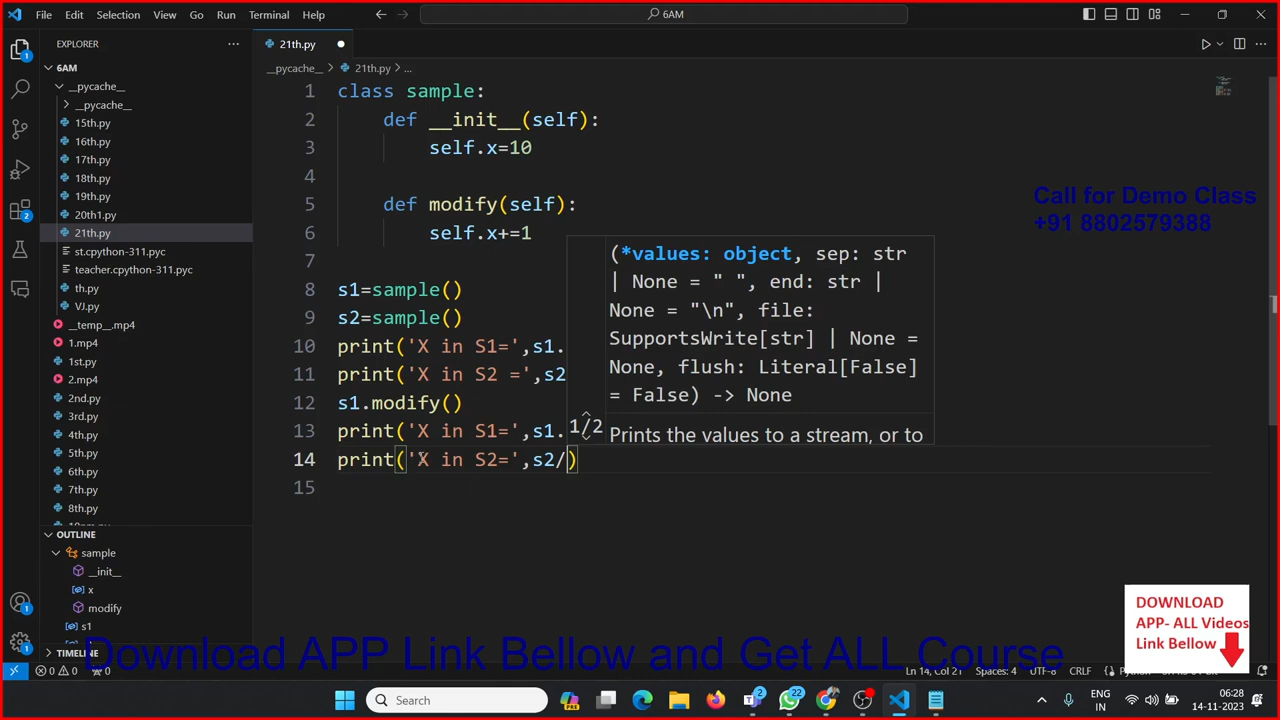 File Edit Selection View Go Run Terminal Help
6AM
EXPLORER
21th.py
6AM
__pycache__ > 21th.py > ...
__pycache__
__pycache__
15th.py
16th.py
17th.py
18th.py
19th.py
20th1.py
21th.py
st.cpython-311.pyc
teacher.cpython-311.pyc
th.py
VJ.py
__temp__.mp4
1.mp4
1st.py
2.mp4
2nd.py
3rd.py
4th.py
5th.py
6th.py
7th.py
8th.py
OUTLINE
sample
__init__
x
modify
s1
TIMELINE
1 class sample:
2 def __init__(self):
3 self.x=10
4
5 def modify(self):
6 self.x+=1
7
8 s1=sample()
9 s2=sample()
10 print('X in S1=',s1.
11 print('X in S2 =',s2
12 s1.modify()
13 print('X in S1=',s1.
14 print('X in S2=',s2/)
15
(*values: object, sep: str
| None = " ", end: str |
None = "\n", file:
SupportsWrite[str] | None =
None, flush: Literal[False]
= False) -> None
1/2
Prints the values to a stream, or to
Call for Demo Class
+91 8802579388
DOWNLOAD
APP- ALL Videos
Link Bellow
Download APP Link Bellow and Get ALL Course
0 0 0
Ln 14, Col 21 Spaces: 4 UTF-8 CRLF
Search
PRE
2
22
ENG
IN
06:28
14-11-2023